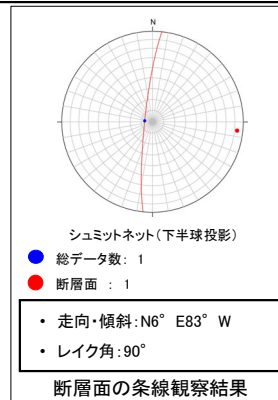 N
シュミットネット(下半球投影)
総データ数: 1
断層面 : 1
• 走向・傾斜:N6°E83°W
• レイク角:90°
断層面の条線観察結果